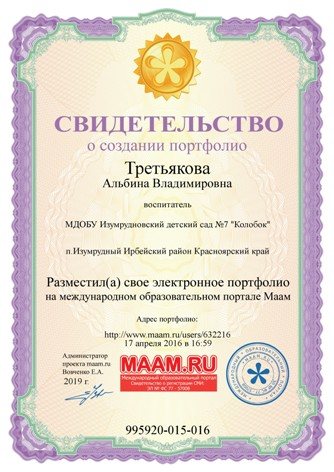 СВИДЕТЕЛЬСТВО
о создании портфолио
Третьякова
Альбина Владимировна
воспитатель
МДОБУ Изумрудновский детский сад №7 "Колобок"
п.Изумрудный Ирбейский район Красноярский край
Разместил(а) свое электронное портфолио
на международном образовательном портале Маам
Адрес портфолио:
http://www.maam.ru/users/632216
17 апреля 2016 в 16:59
Администратор
проекта maam.ru
Вовченко Е.А.
2019 г.
MAAM.RU
Международный образовательный портал
Свидетельство о регистрации СМИ:
ЭЛ № ФС 77 - 57008
995920-015-016